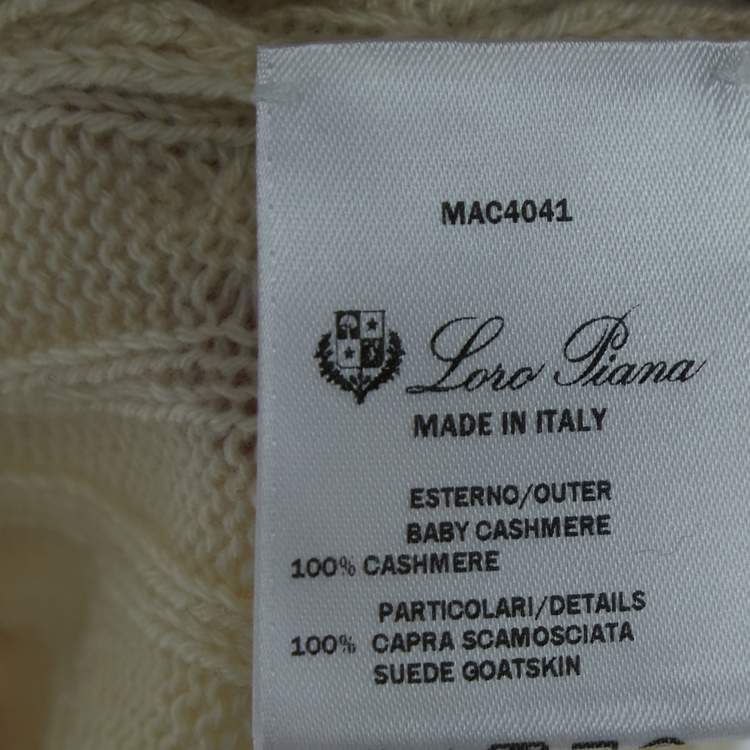 MAC4041
Loro Piana
MADE IN ITALY
ESTERNO/OUTER
BABY CASHMERE
100% CASHMERE
PARTICOLARI/DETAILS
100% CAPRA SCAMOSCIATA
SUEDE GOATSKIN